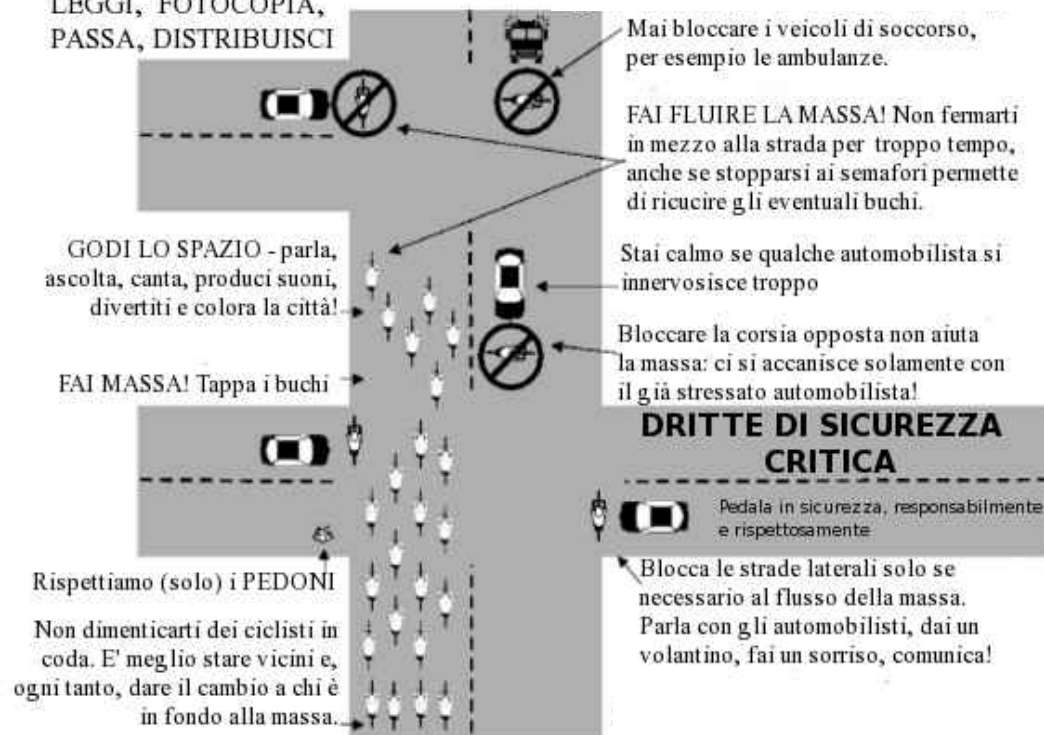 LEGGI, FOTOCOPIA,
PASSA, DISTRIBUISCI
Mai bloccare i veicoli di soccorso,
per esempio le ambulanze.
FAI FLUIRE LA MASSA! Non fermarti
in mezzo alla strada per troppo tempo,
anche se stopparsi ai semafori permette
di ricucire gli eventuali buchi.
GODI LO SPAZIO - parla,
ascolta, canta, produci suoni,
divertiti e colora la città!
Stai calmo se qualche automobilista si
innervosisce troppo
Bloccare la corsia opposta non aiuta
la massa: ci si accanisce solamente con
il già stressato automobilista!
FAI MASSA! Tappa i buchi
DRITTE DI SICUREZZA
CRITICA
Pedala in sicurezza, responsabilmente
e rispettosamente
Rispettiamo (solo) i PEDONI
Blocca le strade laterali solo se
necessario al flusso della massa.
Parla con gli automobilisti, dai un
volantino, fai un sorriso, comunica!
Non dimenticarti dei ciclisti in
coda. E' meglio stare vicini e,
ogni tanto, dare il cambio a chi è
in fondo alla massa.